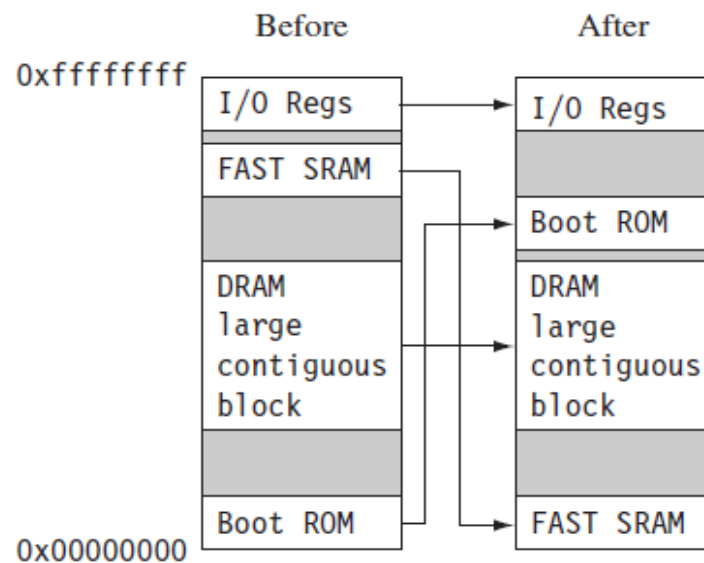 Before
After
0xffffffff
I/O Regs
I/O Regs
FAST SRAM
Boot ROM
DRAM
large
contiguous
block
DRAM
large
contiguous
block
Boot ROM
FAST SRAM
0x00000000